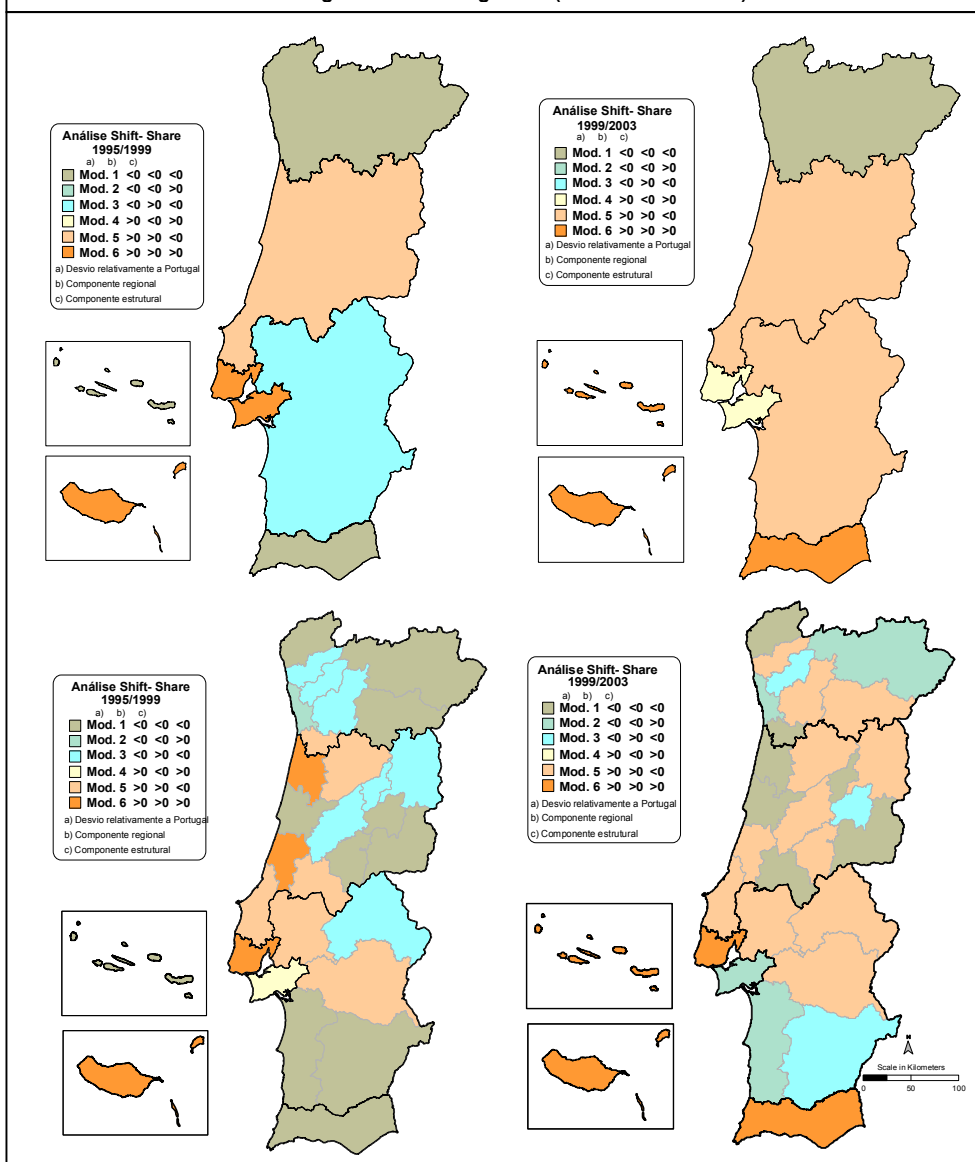 Análise Shift- Share
1995/1999
a) b) c)
Mod. 1 <0 <0 <0
Mod. 2 <0 <0 >0
Mod. 3 <0 >0 <0
Mod. 4 >0 <0 >0
Mod. 5 >0 >0 <0
Mod. 6 >0 >0 >0
a) Desvio relativamente a Portugal
b) Componente regional
c) Componente estrutural
Análise Shift- Share
1999/2003
a) b) c)
Mod. 1 <0 <0 <0
Mod. 2 <0 <0 >0
Mod. 3 <0 >0 <0
Mod. 4 >0 <0 >0
Mod. 5 >0 >0 <0
Mod. 6 >0 >0 >0
a) Desvio relativamente a Portugal
b) Componente regional
c) Componente estrutural
Análise Shift- Share
1995/1999
a) b) c)
Mod. 1 <0 <0 <0
Mod. 2 <0 <0 >0
Mod. 3 <0 >0 <0
Mod. 4 >0 <0 >0
Mod. 5 >0 >0 <0
Mod. 6 >0 >0 >0
a) Desvio relativamente a Portugal
b) Componente regional
c) Componente estrutural
Análise Shift- Share
1999/2003
a) b) c)
Mod. 1 <0 <0 <0
Mod. 2 <0 <0 >0
Mod. 3 <0 >0 <0
Mod. 4 >0 <0 >0
Mod. 5 >0 >0 <0
Mod. 6 >0 >0 >0
a) Desvio relativamente a Portugal
b) Componente regional
c) Componente estrutural
N
Scale in Kilometers
0 50 100